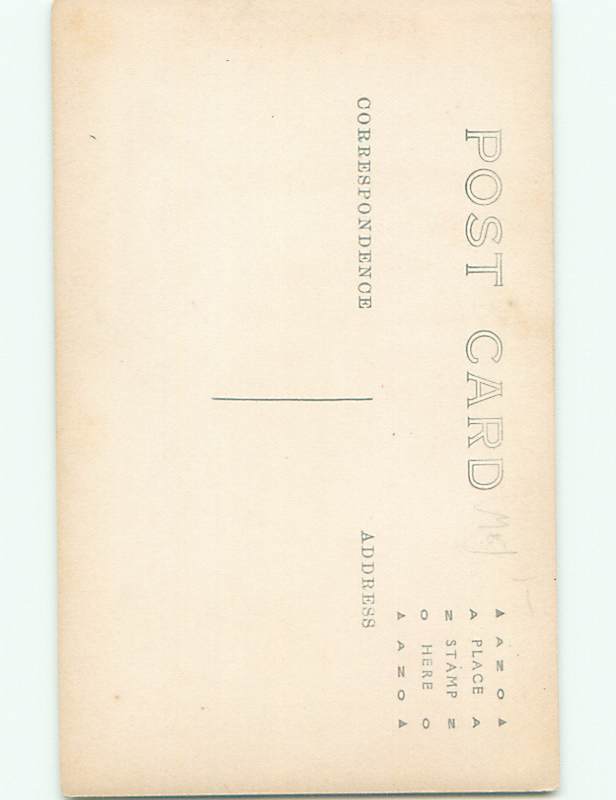 POST CARD
▲ A Z O ▲
A PLACE A
Z STAMP Z
O HERE O
▲ A Z O ▲
CORRESPONDENCE
ADDRESS